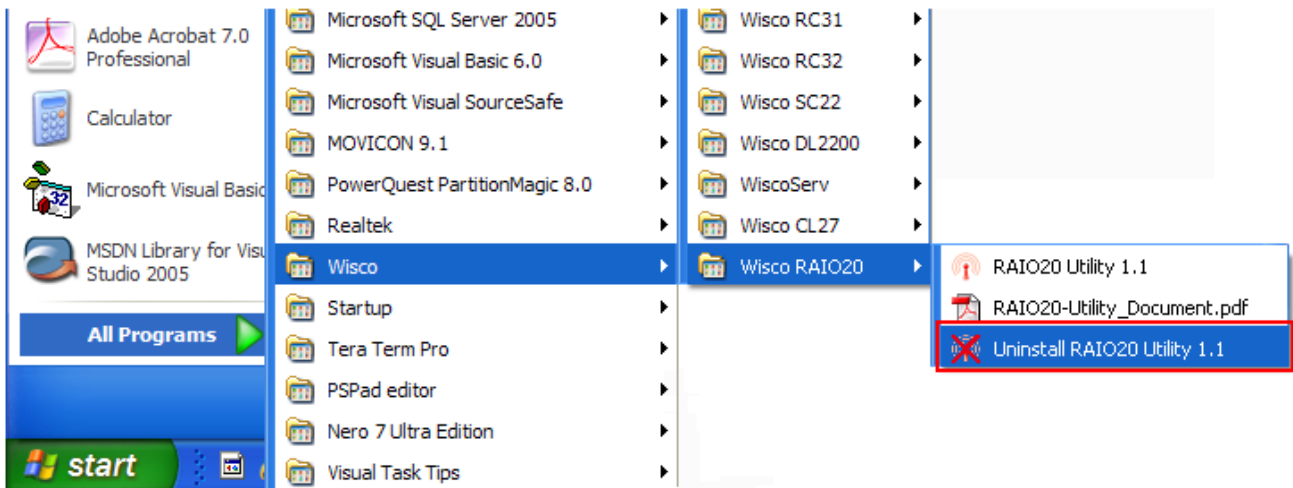 Adobe Acrobat 7.0
Professional
Calculator
Microsoft Visual Basic
32
MSDN Library for Visu
Studio 2005
All Programs
start
Microsoft SQL Server 2005
Microsoft Visual Basic 6.0
Microsoft Visual SourceSafe
MOVICON 9.1
PowerQuest PartitionMagic 8.0
Realtek
Wisco
Startup
Tera Term Pro
PSPad editor
Nero 7 Ultra Edition
Visual Task Tips
Wisco RC31
Wisco RC32
Wisco SC22
Wisco DL2200
WiscoServ
Wisco CL27
Wisco RAIO20
RAIO20 Utility 1.1
RAIO20-Utility_Document.pdf
Uninstall RAIO20 Utility 1.1